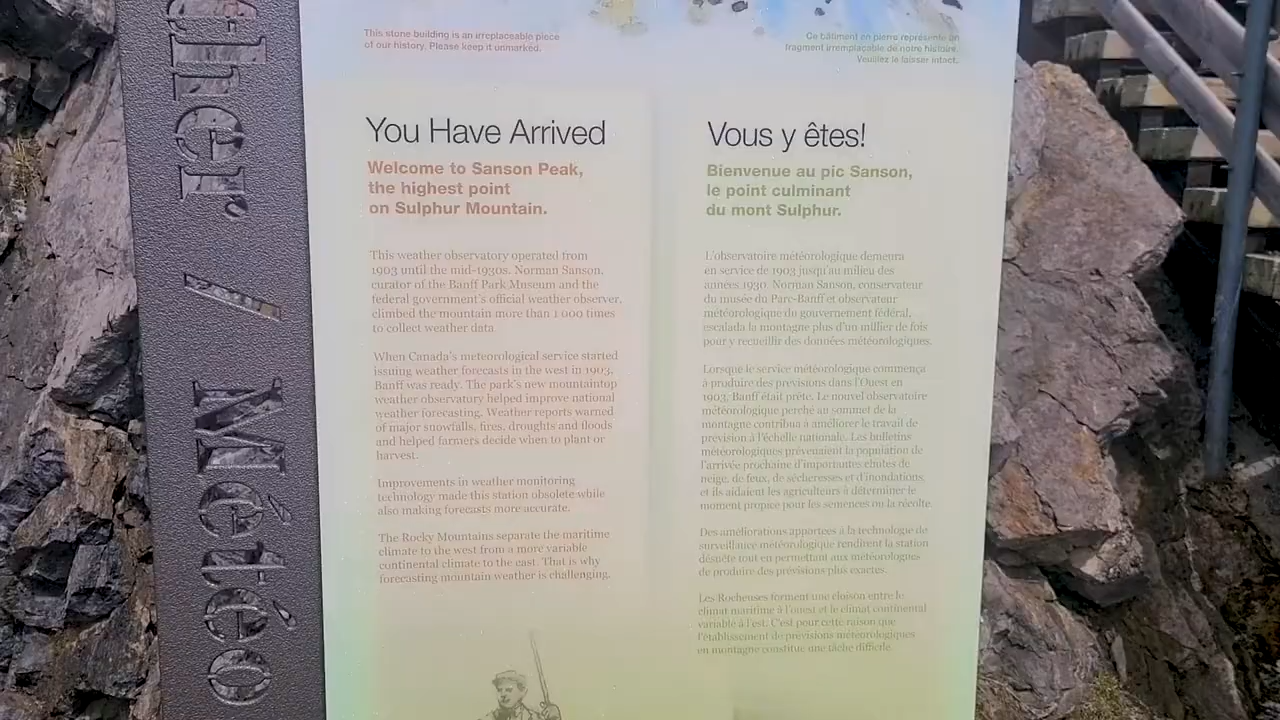 ther / Météo
This stone building is an irreplaceable piece
of our history. Please keep it unmarked.
Ce bâtiment en pierre représente un
fragment irremplaçable de notre histoire.
Veuillez le laisser intact.
You Have Arrived
Welcome to Sanson Peak,
the highest point
on Sulphur Mountain.
This weather observatory operated from
1903 until the mid-1930s. Norman Sanson,
curator of the Banff Park Museum and the
federal government's official weather observer,
climbed the mountain more than 1 000 times
to collect weather data.
When Canada's meteorological service started
issuing weather forecasts in the west in 1903,
Banff was ready. The park's new mountaintop
weather observatory helped improve national
weather forecasting. Weather reports warned
of major snowfalls, fires, droughts and floods
and helped farmers decide when to plant or
harvest.
Improvements in weather monitoring
technology made this station obsolete while
also making forecasts more accurate.
The Rocky Mountains separate the maritime
climate to the west from a more variable
continental climate to the east. That is why
forecasting mountain weather is challenging.
Vous y êtes!
Bienvenue au pic Sanson,
le point culminant
du mont Sulphur.
L'observatoire météorologique demeura
en service de 1903 jusqu'au milieu des
années 1930. Norman Sanson, conservateur
du musée du Parc-Banff et observateur
météorologique du gouvernement fédéral,
escalada la montagne plus d'un millier de fois
pour y recueillir des données météorologiques.
Lorsque le service météorologique commença
à produire des prévisions dans l'Ouest en
1903, Banff était prête. Le nouvel observatoire
météorologique perché au sommet de la
montagne contribua à améliorer le travail de
prévision à l'échelle nationale. Les bulletins
météorologiques prévenaient la population de
l'arrivée prochaine d'importantes chutes de
neige, de feux, de sécheresses et d'inondations,
et ils aidaient les agriculteurs à déterminer le
moment propice pour les semences ou la récolte.
Des améliorations apportées à la technologie de
surveillance météorologique rendirent la station
désuète tout en permettant aux météorologues
de produire des prévisions plus exactes.
Les Rocheuses forment une cloison entre le
climat maritime à l'ouest et le climat continental
variable à l'est. C'est pour cette raison que
l'établissement de prévisions météorologiques
en montagne constitue une tâche difficile.